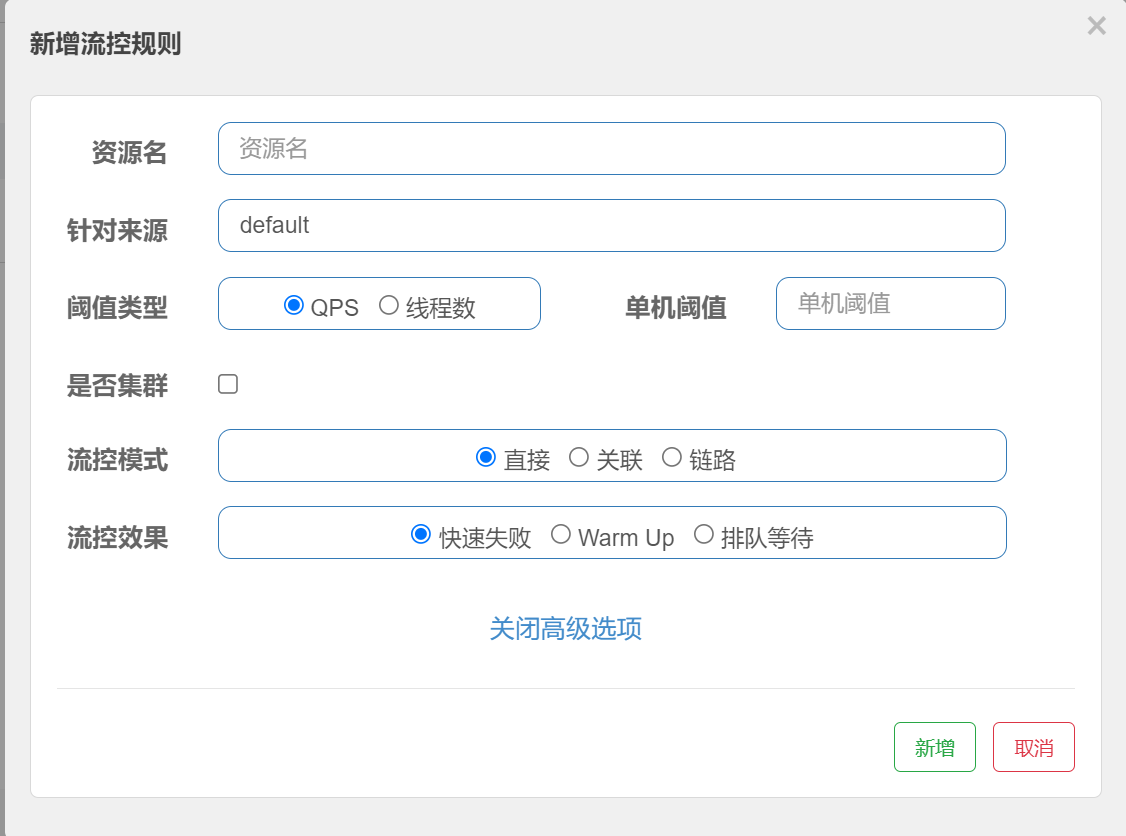 新增流控规则
×
资源名 资源名
针对来源 default
阈值类型 QPS 线程数 单机阈值 单机阈值
是否集群
流控模式 直接 关联 链路
流控效果 快速失败 Warm Up 排队等待
关闭高级选项
新增 取消